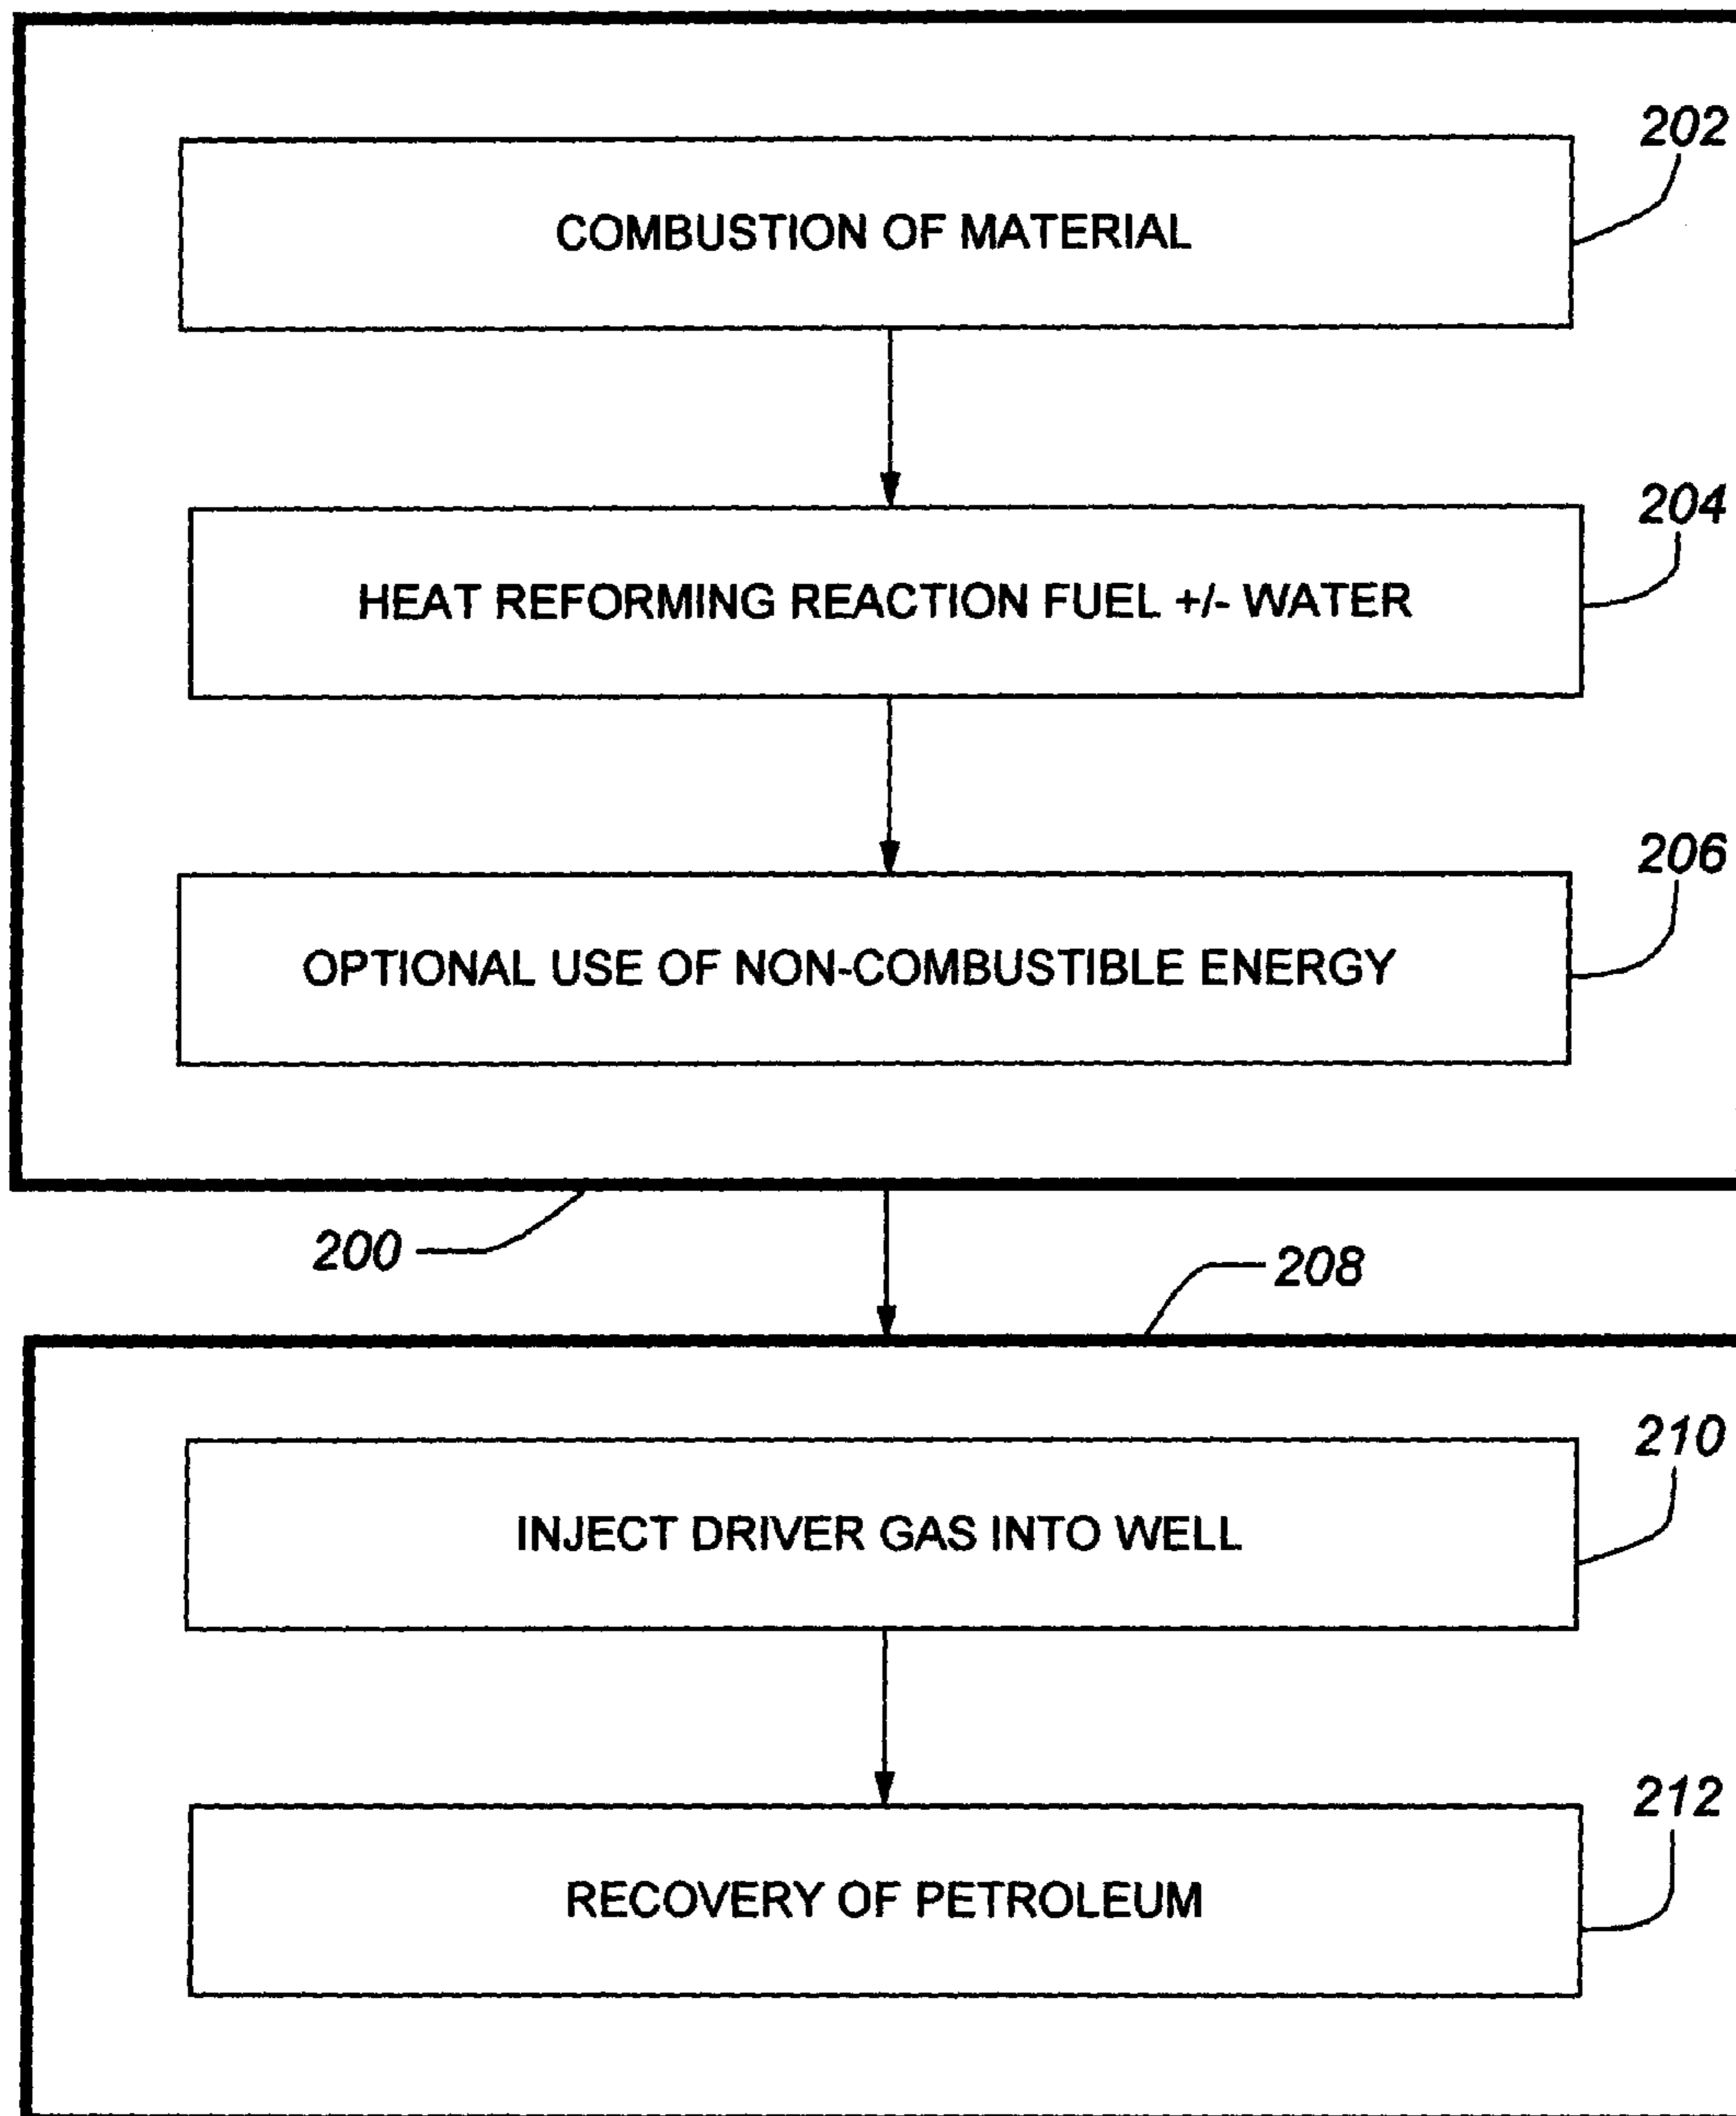 202
COMBUSTION OF MATERIAL
204
HEAT REFORMING REACTION FUEL +/- WATER
206
OPTIONAL USE OF NON-COMBUSTIBLE ENERGY
200
208
210
INJECT DRIVER GAS INTO WELL
212
RECOVERY OF PETROLEUM